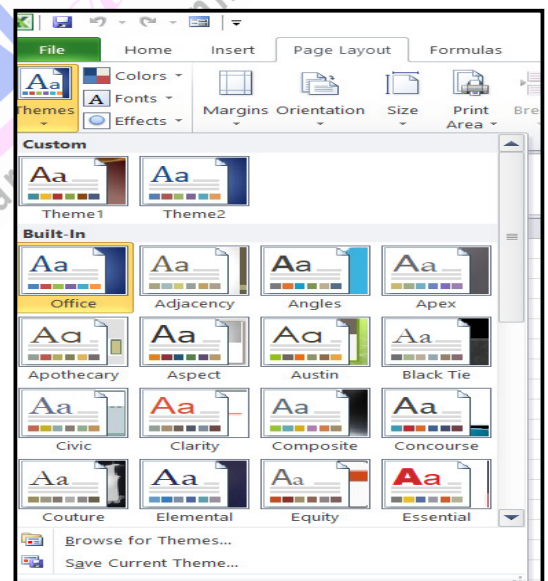 File Home Insert Page Layout Formulas
Aa Colors
A Fonts
Themes Effects Margins Orientation Size Print Area
Custom
Aa Aa
Theme1 Theme2
Built-In
Aa Aa Aa Aa
Office Adjacency Angles Apex
Aa Aa Aa Aa
Apothecary Aspect Austin Black Tie
Aa Aa Aa Aa
Civic Clarity Composite Concourse
Aa Aa Aa Aa
Couture Elemental Equity Essential
Browse for Themes...
Save Current Theme...